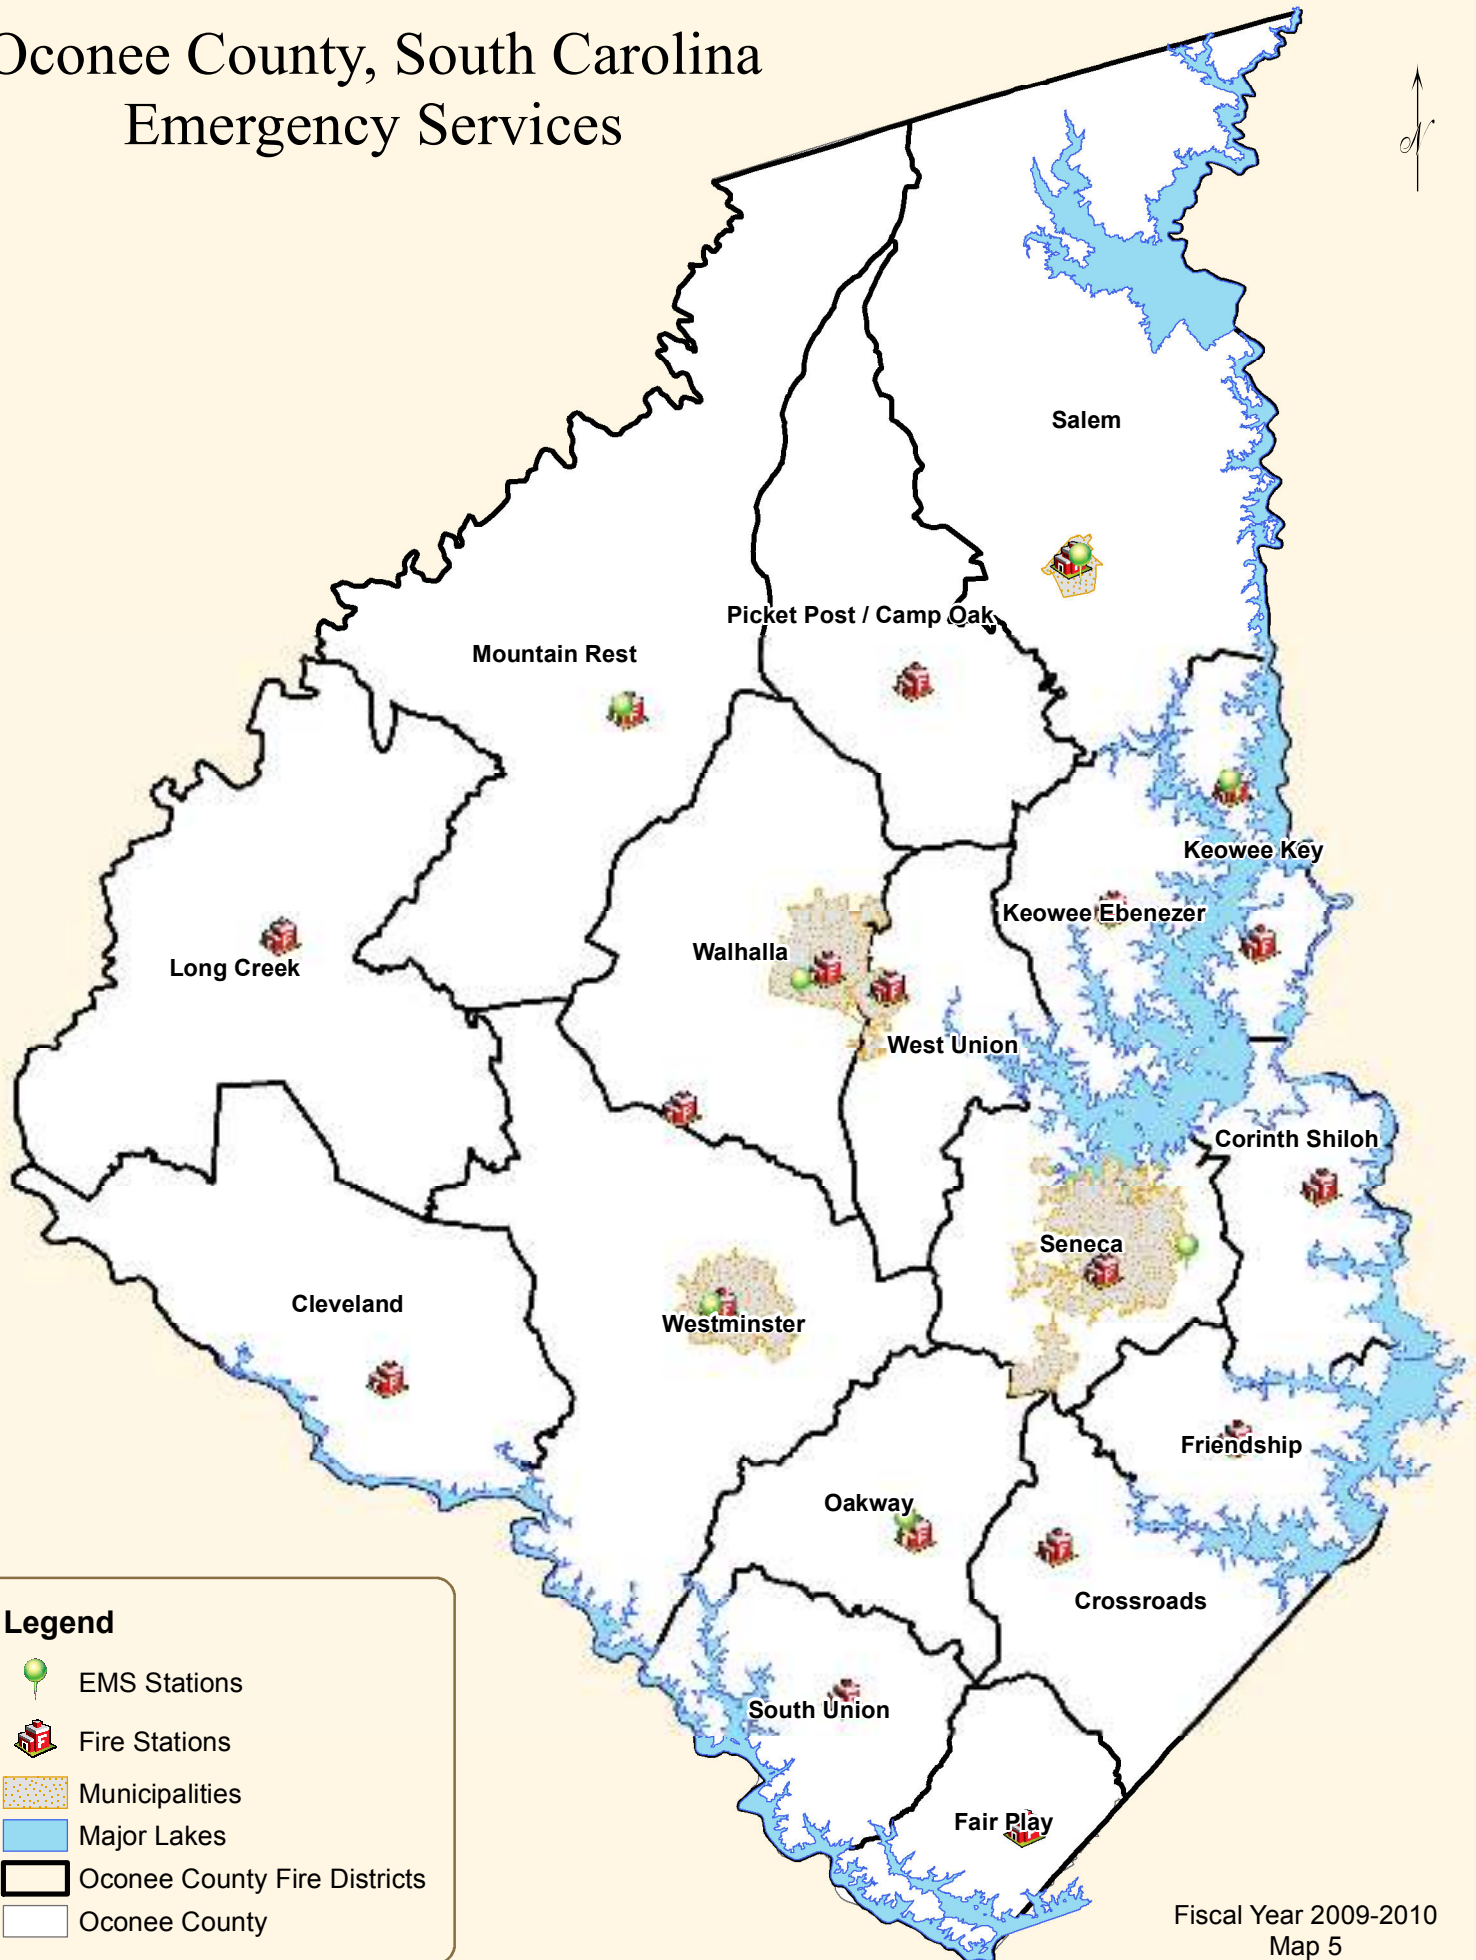 Oconee County, South Carolina
Emergency Services
N
Salem
Picket Post / Camp Oak
Mountain Rest
Keowee Key
Keowee Ebenezer
Walhalla
Long Creek
West Union
Corinth Shiloh
Seneca
Cleveland
Westminster
Friendship
Oakway
Crossroads
South Union
Fair Play
Legend
EMS Stations
Fire Stations
Municipalities
Major Lakes
Oconee County Fire Districts
Oconee County
Fiscal Year 2009-2010
Map 5